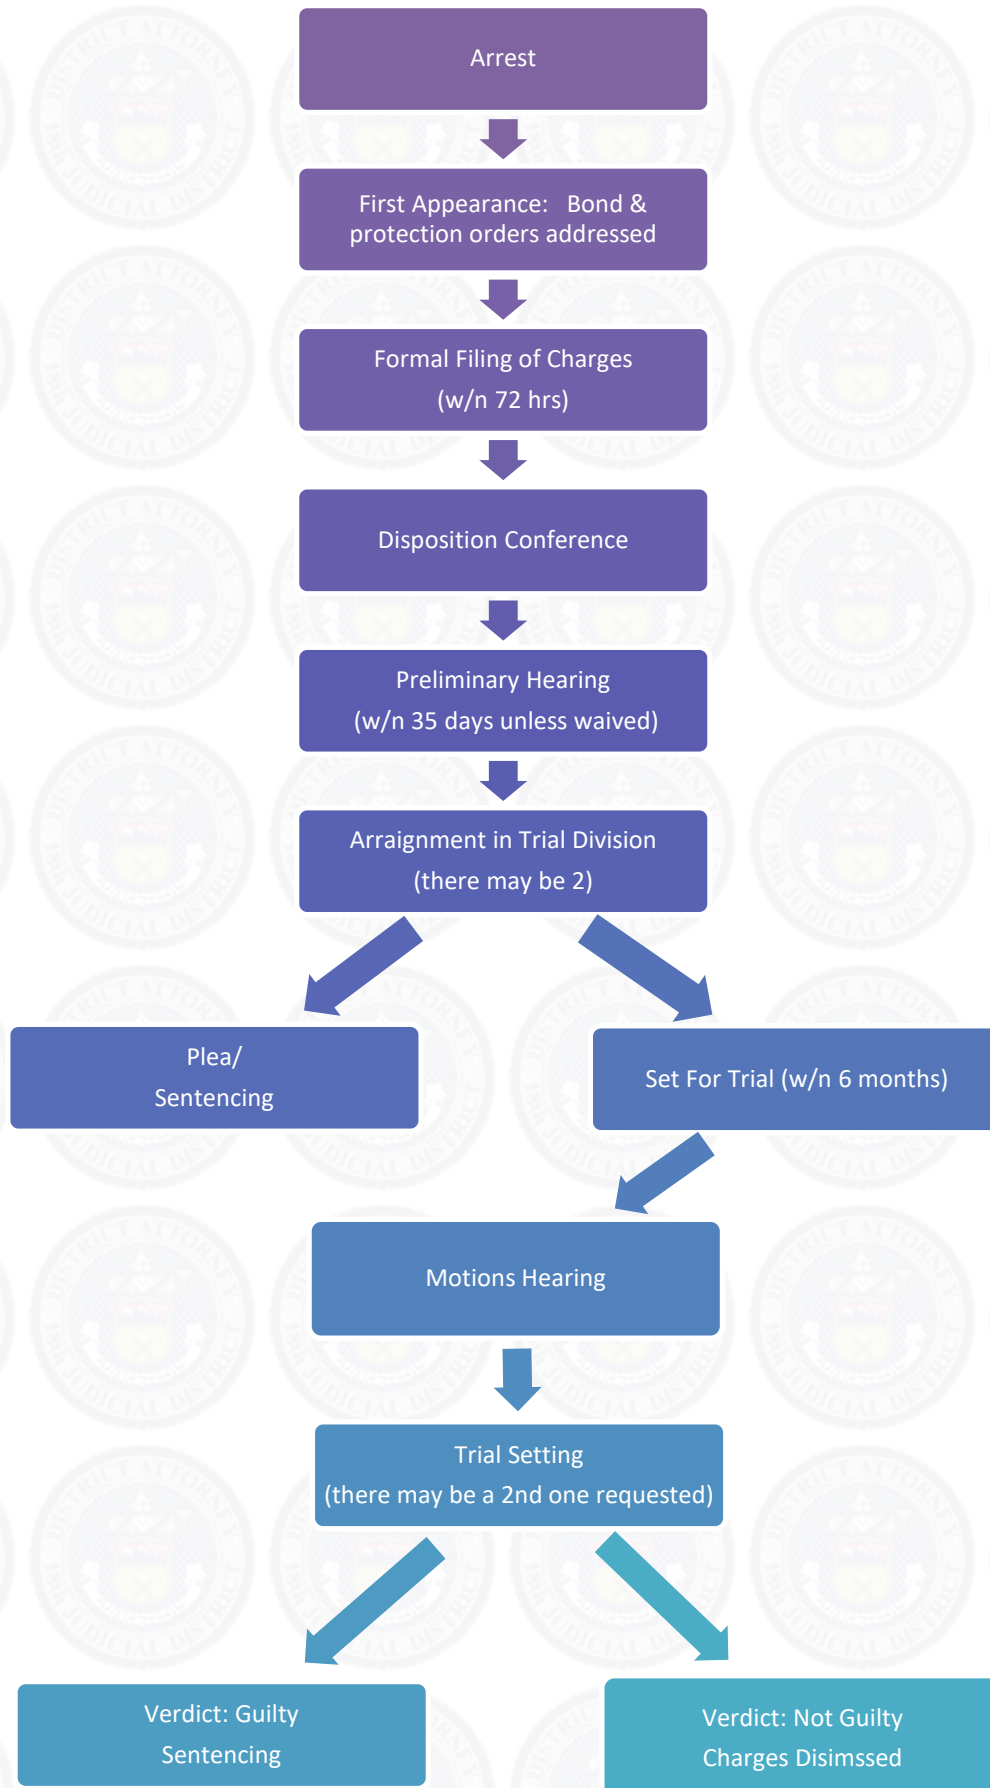 Arrest
First Appearance:   Bond &
protection orders addressed
Formal Filing of Charges
(w/n 72 hrs)
Disposition Conference
Preliminary Hearing
(w/n 35 days unless waived)
Arraignment in Trial Division
(there may be 2)
Plea/
Sentencing
Set For Trial (w/n 6 months)
Motions Hearing
Trial Setting
(there may be a 2nd one requested)
Verdict: Guilty
Sentencing
Verdict: Not Guilty
Charges Disimssed